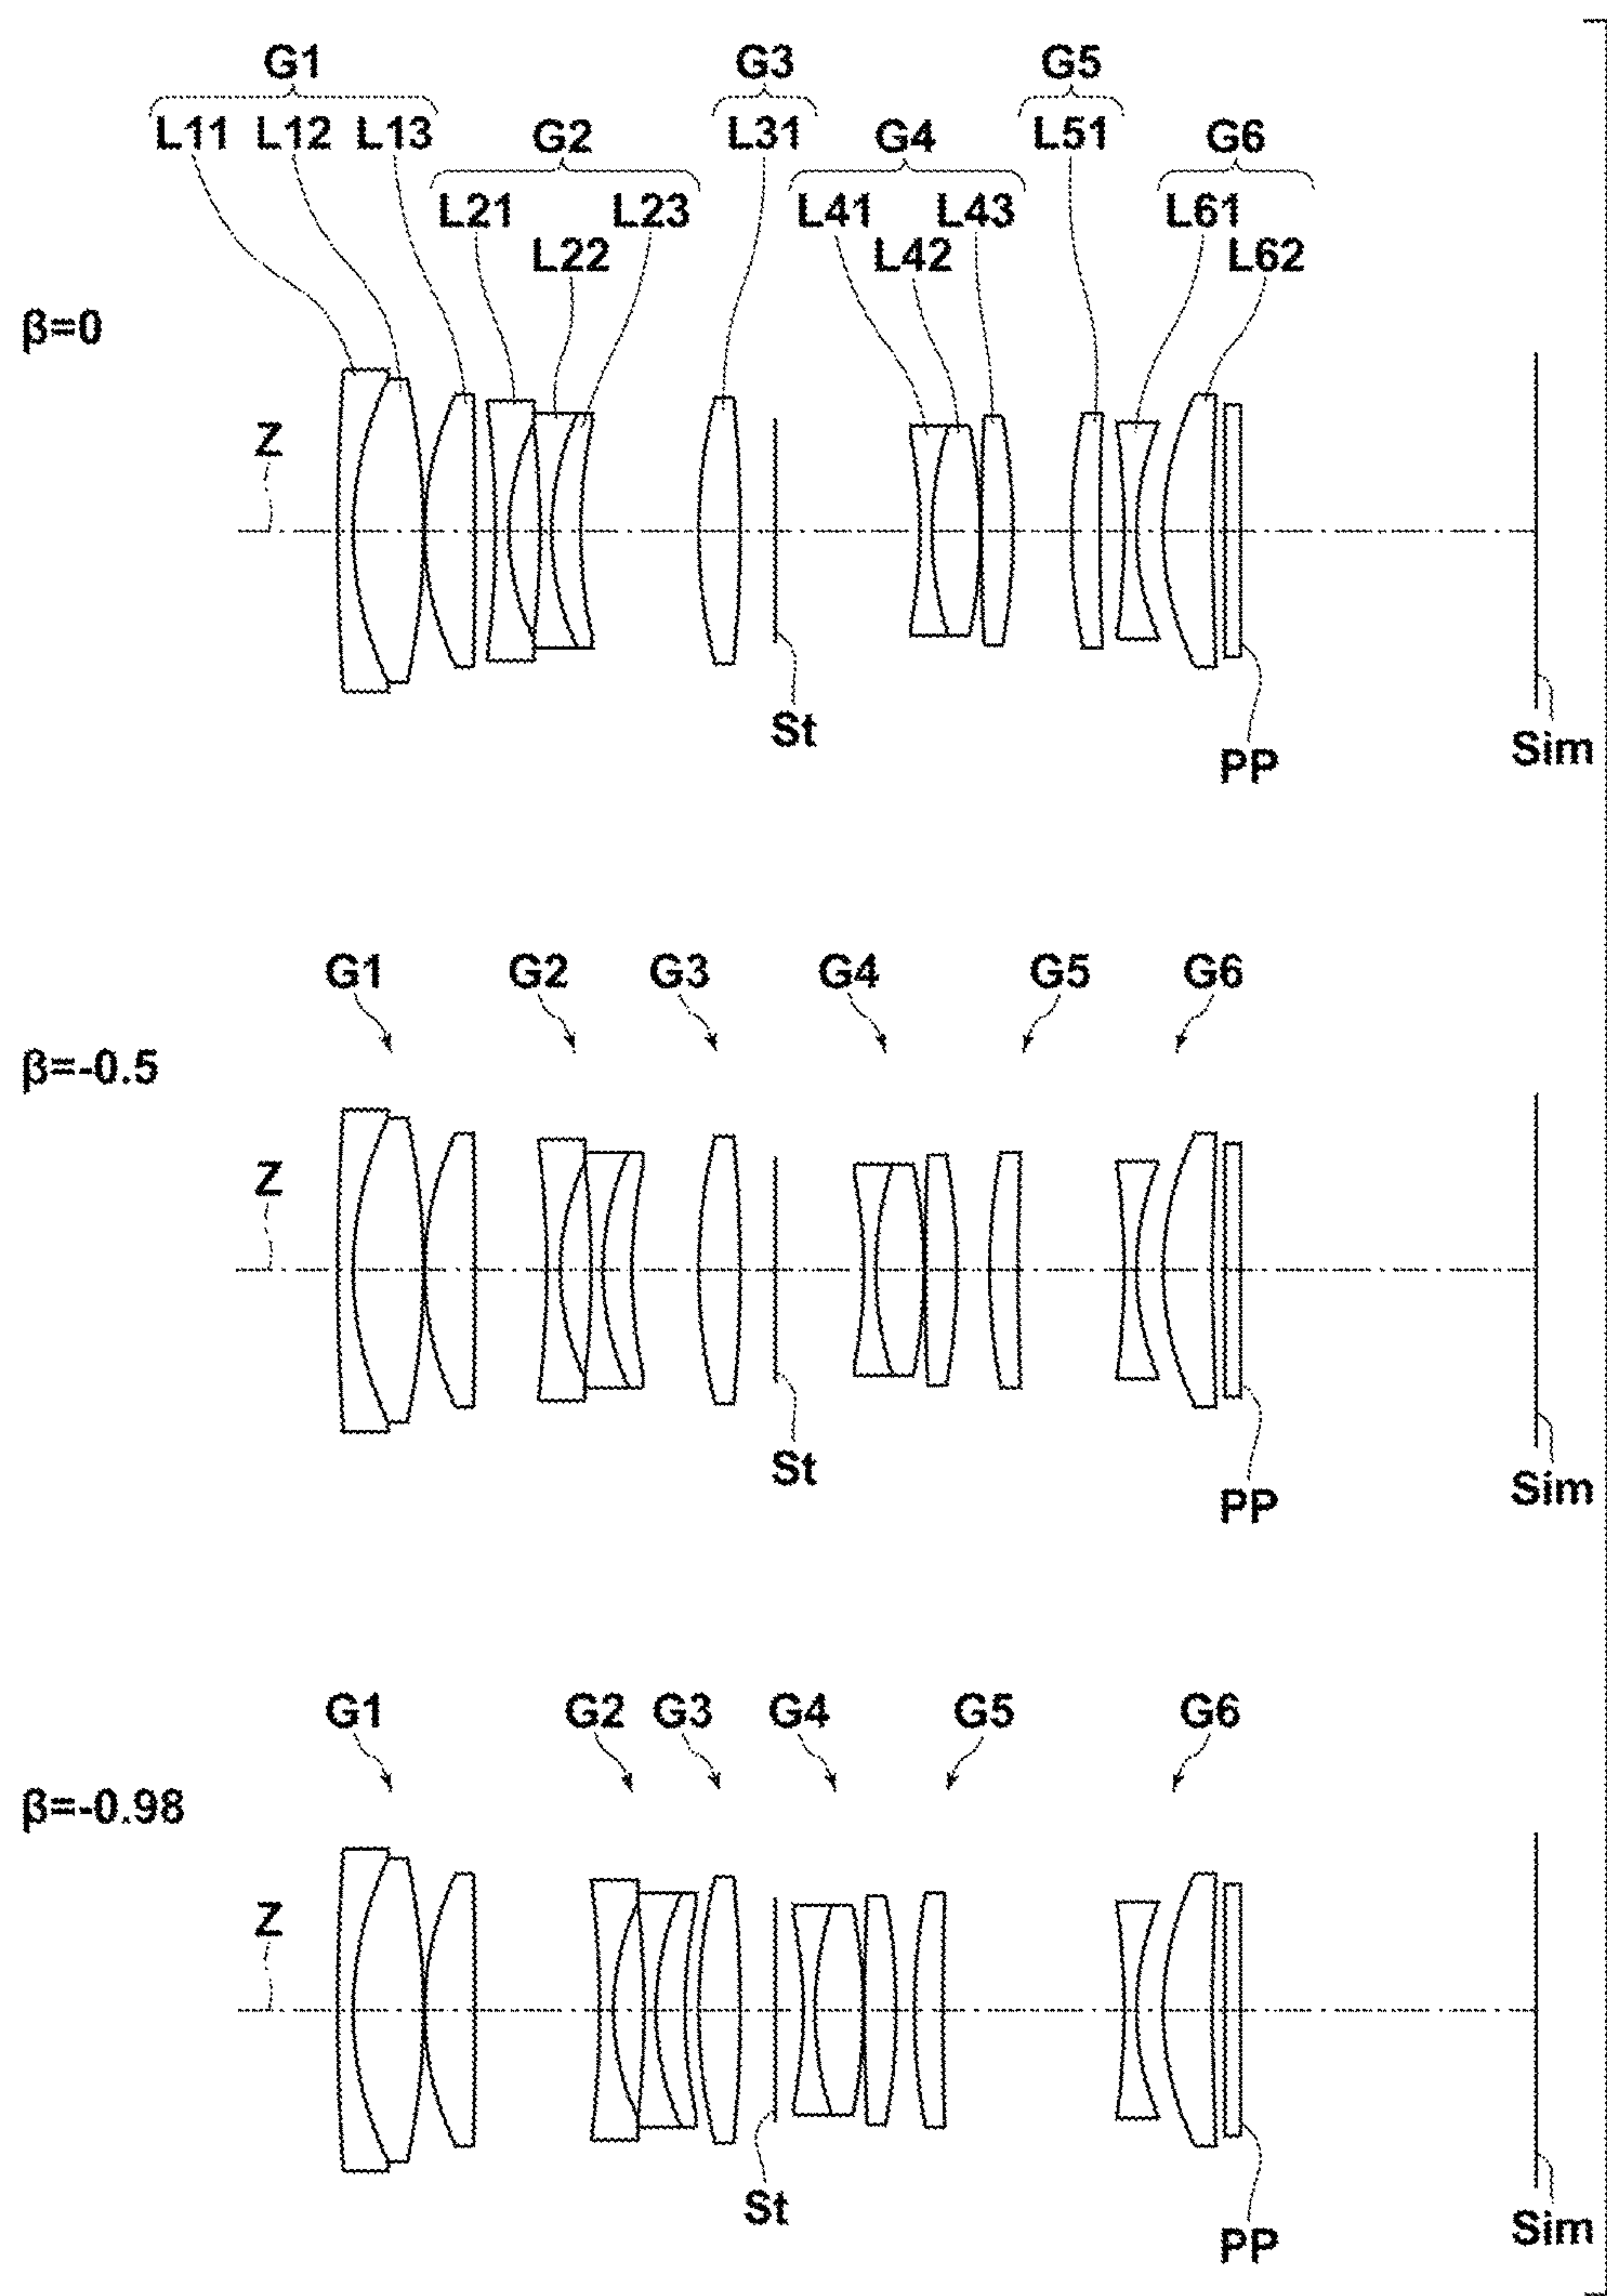 G1 G3 G5
L11 L12 L13 G2 L31 G4 L51 G6
L21 L23 L41 L43 L61
L22 L42 L62
β=0
Z
St
PP
Sim
G1 G2 G3 G4 G5 G6
β=-0.5
Z
St
PP
Sim
G1 G2 G3 G4 G5 G6
β=-0.98
Z
St
PP
Sim